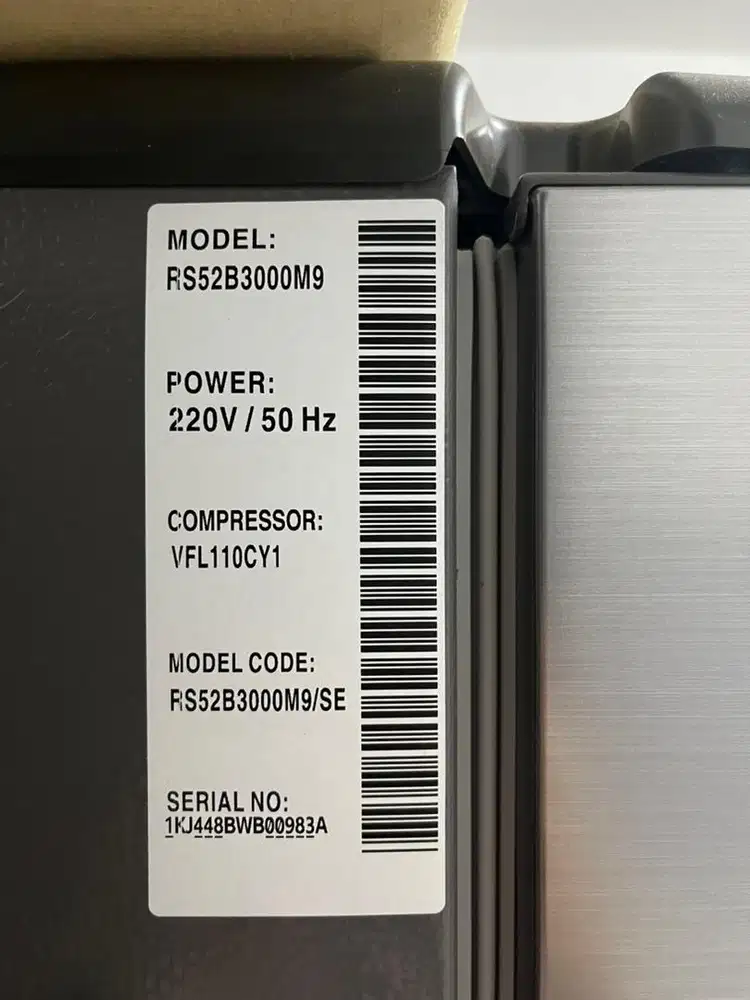 MODEL:
RS52B3000M9
POWER:
220V / 50 Hz
COMPRESSOR:
VFL110CY1
MODEL CODE:
RS52B3000M9/SE
SERIAL NO:
1KJ448BWB00983A